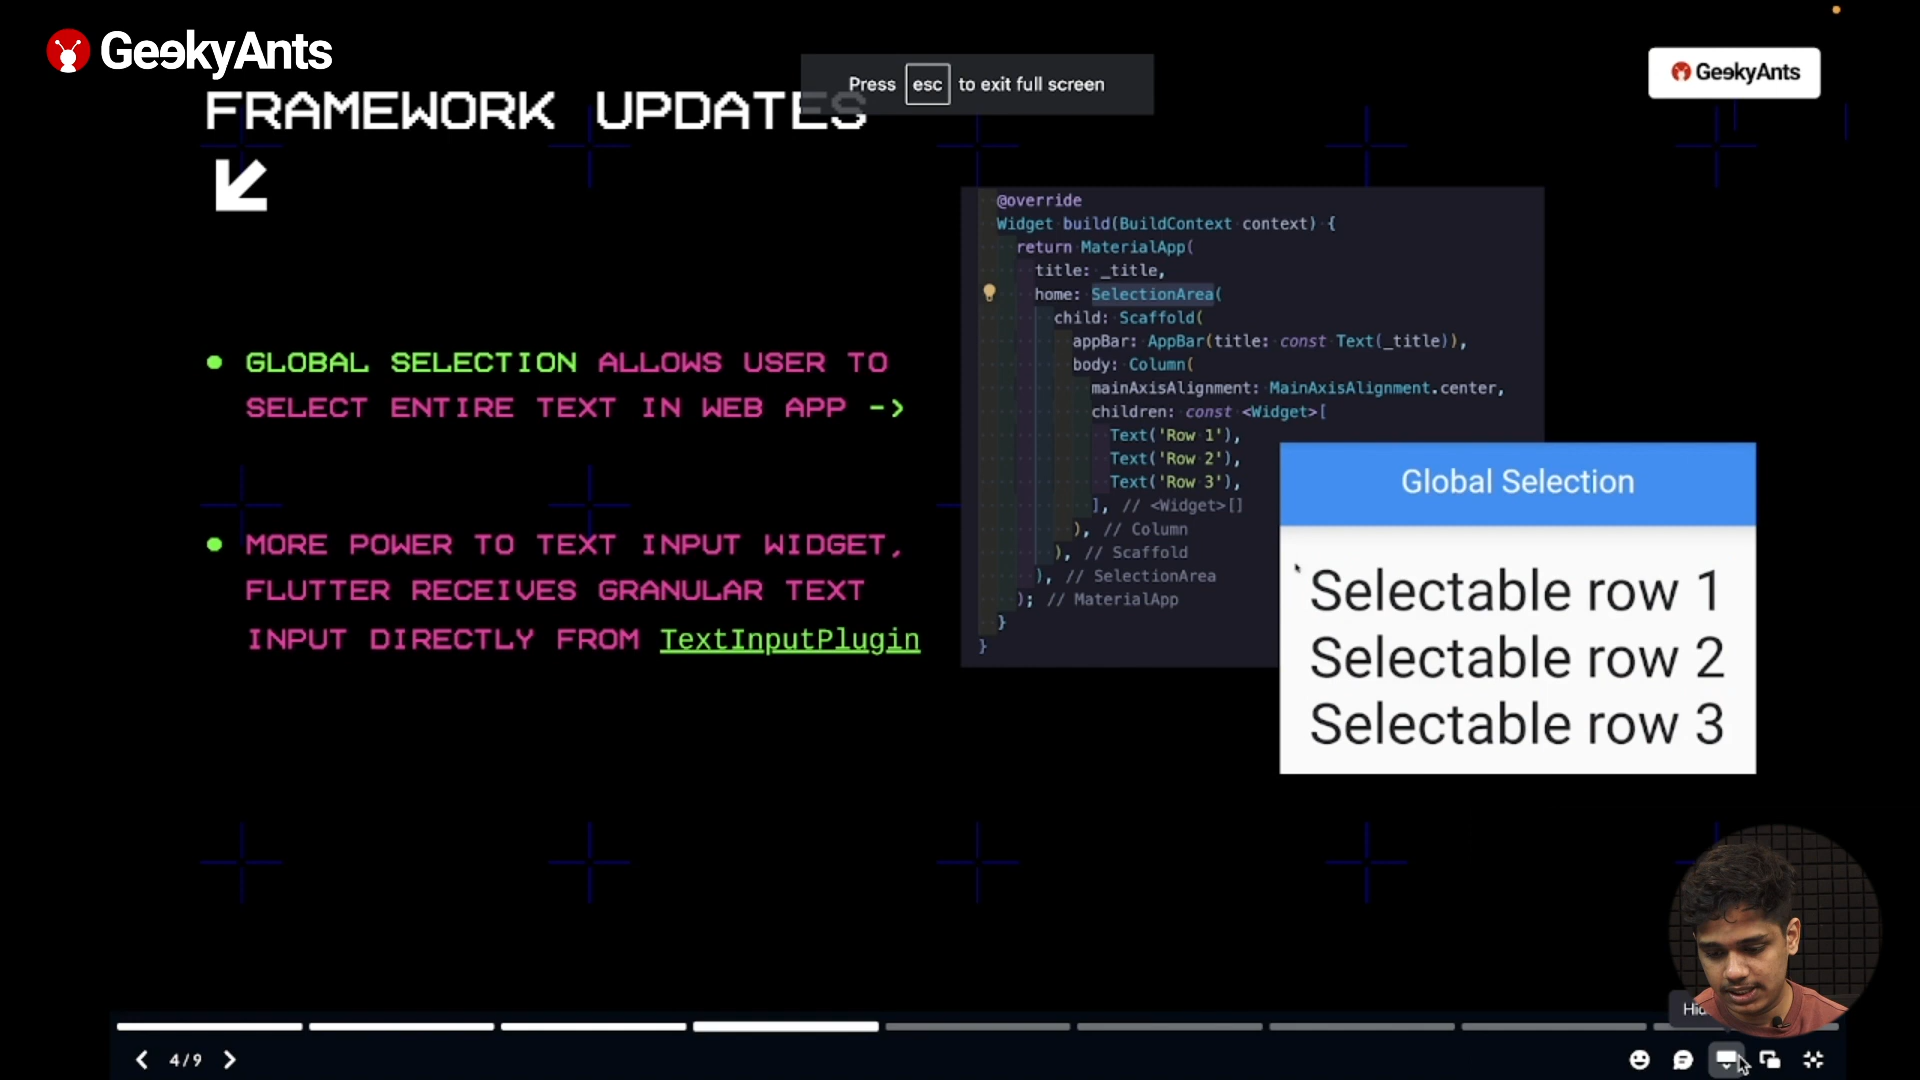 GeekyAnts
GeekyAnts
Press esc to exit full screen
FRAMEWORK UPDATES
GLOBAL SELECTION ALLOWS USER TO
SELECT ENTIRE TEXT IN WEB APP ->
MORE POWER TO TEXT INPUT WIDGET,
FLUTTER RECEIVES GRANULAR TEXT
INPUT DIRECTLY FROM TextInputPlugin
@override
Widget build(BuildContext context) {
return MaterialApp(
title: _title,
home: SelectionArea(
child: Scaffold(
appBar: AppBar(title: const Text(_title)),
body: Column(
mainAxisAlignment: MainAxisAlignment.center,
children: const <Widget>[
Text('Row 1'),
Text('Row 2'),
Text('Row 3'),
], // <Widget>[]
), // Column
), // Scaffold
), // SelectionArea
); // MaterialApp
}
}
Global Selection
Selectable row 1
Selectable row 2
Selectable row 3
4/9